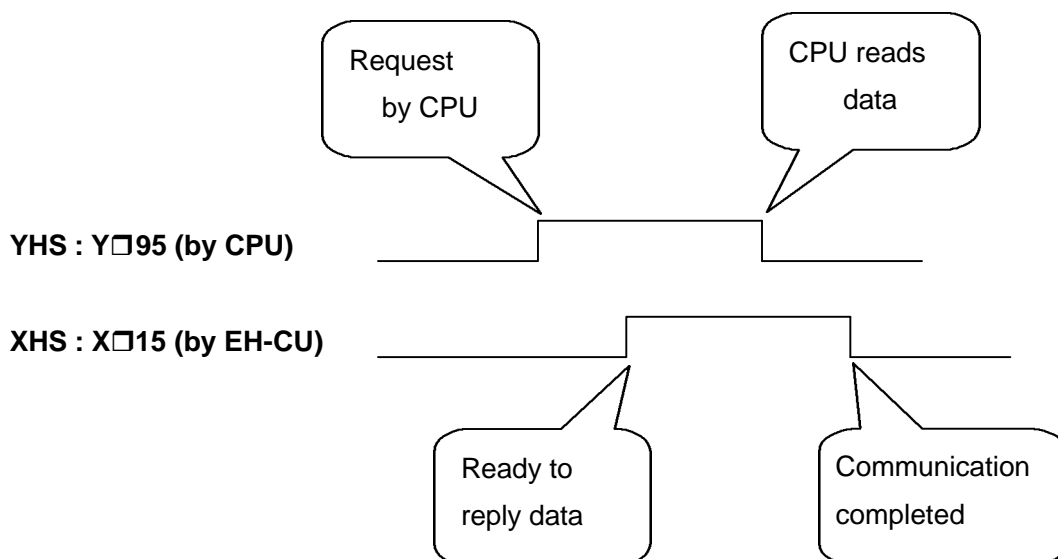 Request
by CPU
CPU reads
data
YHS : Y❒95 (by CPU)
XHS : X❒15 (by EH-CU)
Ready to
reply data
Communication
completed